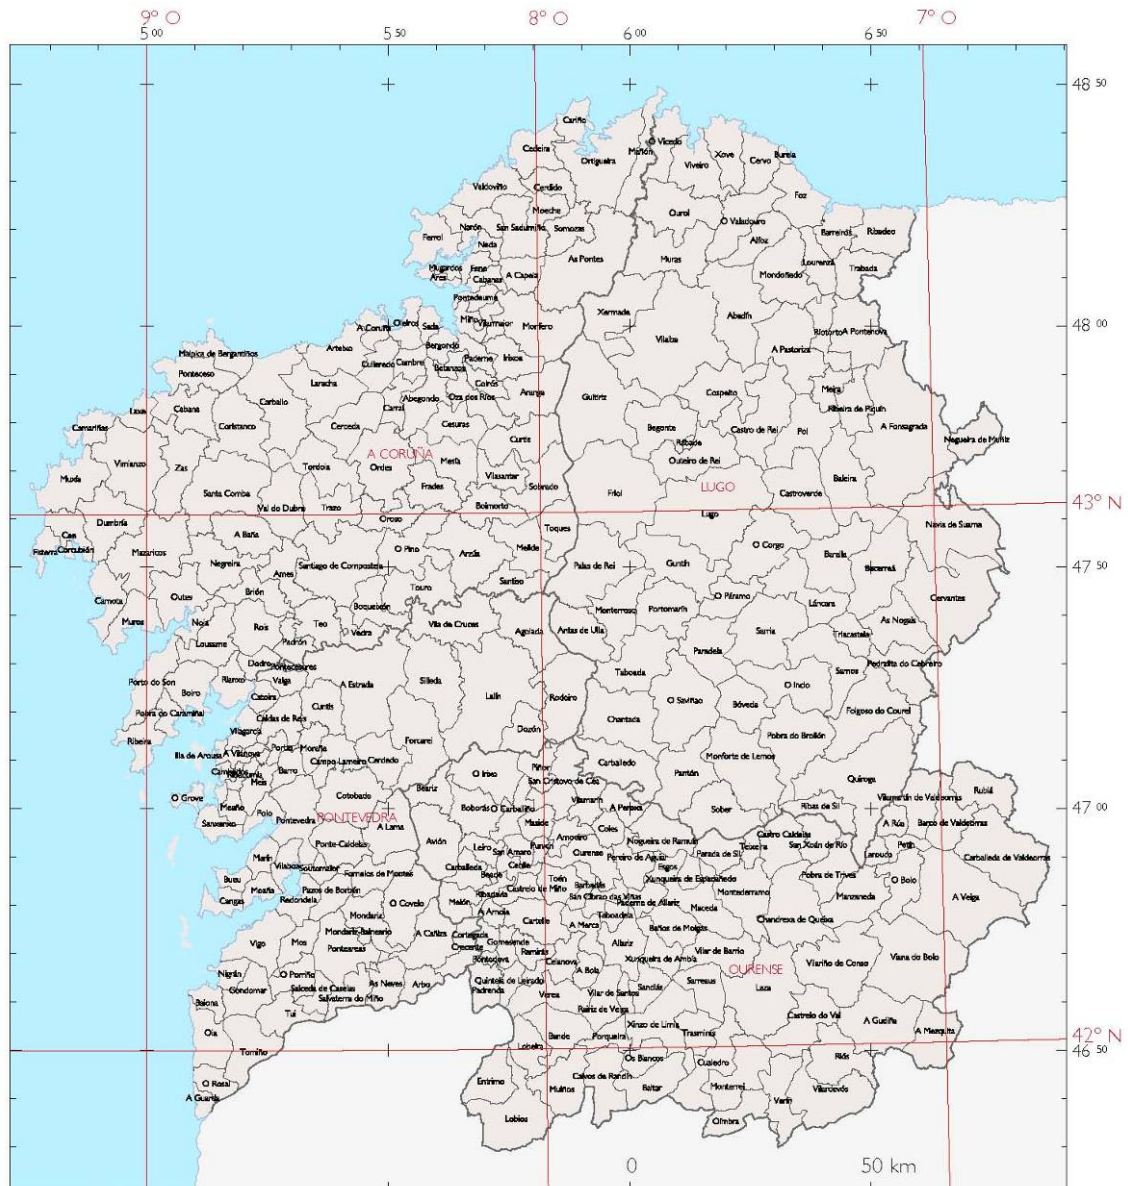 9° O
8° O
7° O
5 00
5 50
6 00
6 50
48 50
Cariño
Cedeira
Ortigueira
Mañón
O Vicedo
Xove
Viveiro
Cervo
Burela
Valdoviño
Cerdido
Foz
Moeche
Ourol
O Valadouro
Narón
San Sadurniño
Somozas
Barreiros
Ribadeo
Ferrol
Neda
Alfoz
As Pontes
Muras
Lourenzá
Trabada
Mugardos
Fene
Ares
Cabanas
A Capela
Mondoñedo
Pontedeume
Xermade
Abadín
Miño
Vilarmaior
Monfero
A Coruña
Oleiros
Sada
48 00
Riotorto
A Pontenova
Vilalba
Bergondo
Arteixo
A Pastoriza
Malpica de Bergantiños
Paderne
Irixoa
Culleredo
Cambre
Betanzos
Ponteceso
Laracha
Coirós
Aranga
Guitiriz
Cospeito
Meira
Carballo
Abegondo
Oza dos Ríos
Carral
Ribeira de Piquín
Laxe
Cabana
Camariñas
Coristanco
Cerceda
Cesuras
Begonte
Castro de Rei
Pol
A Fonsagrada
Curtis
Rábade
Negueira de Muñiz
A CORUÑA
Vimianzo
Zas
Tordoia
Ordes
Mesía
Outeiro de Rei
Muxía
Vilasantar
Baleira
Santa Comba
Frades
Sobrado
Friol
LUGO
Castroverde
Val do Dubra
Trazo
Boimorto
43° N
Dumbría
Oroso
Toques
Lugo
Navia de Suarna
Cee
A Baña
Fisterra
Corcubión
Mazaricos
O Pino
Arzúa
Melide
O Corgo
Negreira
Santiago de Compostela
Palas de Rei
Guntín
Baralla
Becerreá
47 50
Ames
Touro
Santiso
Brión
Carnota
Outes
Boqueixón
Monterroso
Portomarín
O Páramo
Láncara
Cervantes
Muros
Noia
Rois
Teo
Vedra
Vila de Cruces
Agolada
Antas de Ulla
Sarria
As Nogais
Triacastela
Lousame
Padrón
Paradela
Dodro
Pontecesures
Pedrafita do Cebreiro
Porto do Son
Rianxo
Valga
A Estrada
Silleda
Taboada
Samos
Boiro
Catoira
Lalín
Rodeiro
O Saviñao
O Incio
Pobra do Caramiñal
Cuntis
Bóveda
Folgoso do Courel
Caldas de Reis
Chantada
Ribeira
Vilagarcía
Dozón
Pobra do Brollón
Forcarei
Illa de Arousa
A Vilanova
Portas
Moraña
Carballedo
Monforte de Lemos
Campo Lameiro
Cerdedo
Piñor
Cambados
Barro
O Irixo
San Cristovo de Cea
Pantón
Quiroga
Meis
Beariz
O Grove
Cotobade
Vilamarín
Rubiá
Meaño
Boborás
O Carballiño
A Peroxa
Sober
Ribas de Sil
Vilamartín de Valdeorras
47 00
Poio
Pontevedra
PONTEVEDRA
Sanxenxo
A Lama
Maside
Coles
A Rúa
Barco de Valdeorras
Amoeiro
Castro Caldelas
Avión
Leiro
Punxín
Nogueira de Ramuín
Teixeira
San Xoán de Río
Petín
Ponte-Caldelas
San Amaro
Ourense
Pereiro de Aguiar
Parada de Sil
Larouco
Carballeda de Valdeorras
Marín
Vilaboa
Soutomaior
Carballeda
Cenlle
Esgos
Bueu
Fornelos de Montes
Beade
Toén
Xunqueira de Espadañedo
Pobra de Trives
O Bolo
Moaña
Pazos de Borbén
Ribadavia
Castrelo de Miño
Barbadás
Montederramo
Manzaneda
A Veiga
Cangas
Redondela
O Covelo
Melón
San Cibrao das Viñas
Paderne de Allariz
Mondariz
A Arnoia
Taboadela
Maceda
Cartelle
Chandrexa de Queixa
Mondariz-Balneario
A Cañiza
Cortegada
A Merca
Baños de Molgas
Vigo
Mos
Ponteareas
Crecente
Gomesende
Allariz
Ramirás
Vilar de Barrio
Pontedeva
Celanova
Xunqueira de Ambía
Vilariño de Conso
Viana do Bolo
Nigrán
O Porriño
A Bola
OURENSE
Gondomar
Salceda de Caselas
As Neves
Arbo
Quintela de Leirado
Sandiás
Sarreaus
Laza
Baiona
Salvaterra do Miño
Padrenda
Verea
Vilar de Santos
Tui
Rairiz de Veiga
Castrelo do Val
A Gudiña
Oia
Xinzo de Limia
Trasmiras
A Mezquita
Bande
Porqueira
42° N
Tomiño
Lobeira
Os Blancos
Cualedro
Riós
46 50
O Rosal
Entrimo
Muíños
Calvos de Randín
Baltar
Monterrei
Vilardevós
A Guarda
Verín
Lobios
Oímbra
0
50 km